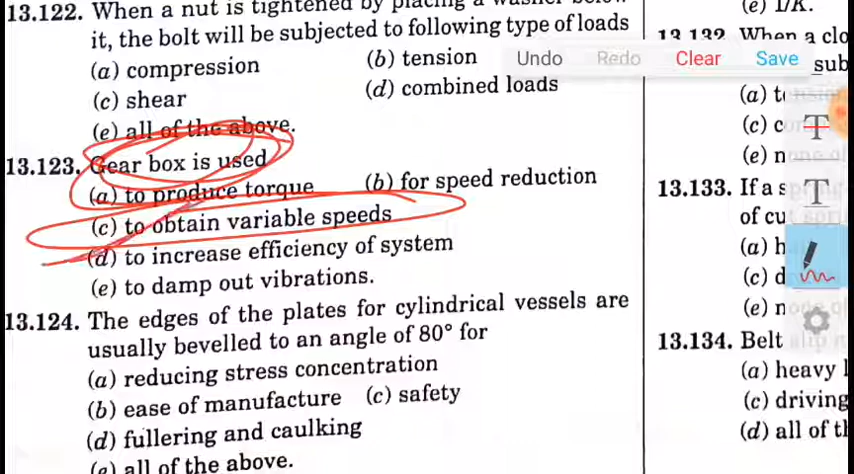 13.122. When a nut is tightened by placing a washer below
it, the bolt will be subjected to following type of loads
(a) compression (b) tension
(c) shear (d) combined loads
(e) all of the above.
13.123. Gear box is used
(a) to produce torque (b) for speed reduction
(c) to obtain variable speeds
(d) to increase efficiency of system
(e) to damp out vibrations.
13.124. The edges of the plates for cylindrical vessels are
usually bevelled to an angle of 80° for
(a) reducing stress concentration
(b) ease of manufacture (c) safety
(d) fullering and caulking
(e) all of the above.
(e) 1/K.
13.132. When a clo
Undo Redo Clear Save
sub
(a)
(c)
(e)
13.133. If a
of cu
(a) h
(c) d
(e)
13.134. Belt
(a) heavy l
(c) driving
(d) all of th
T
T